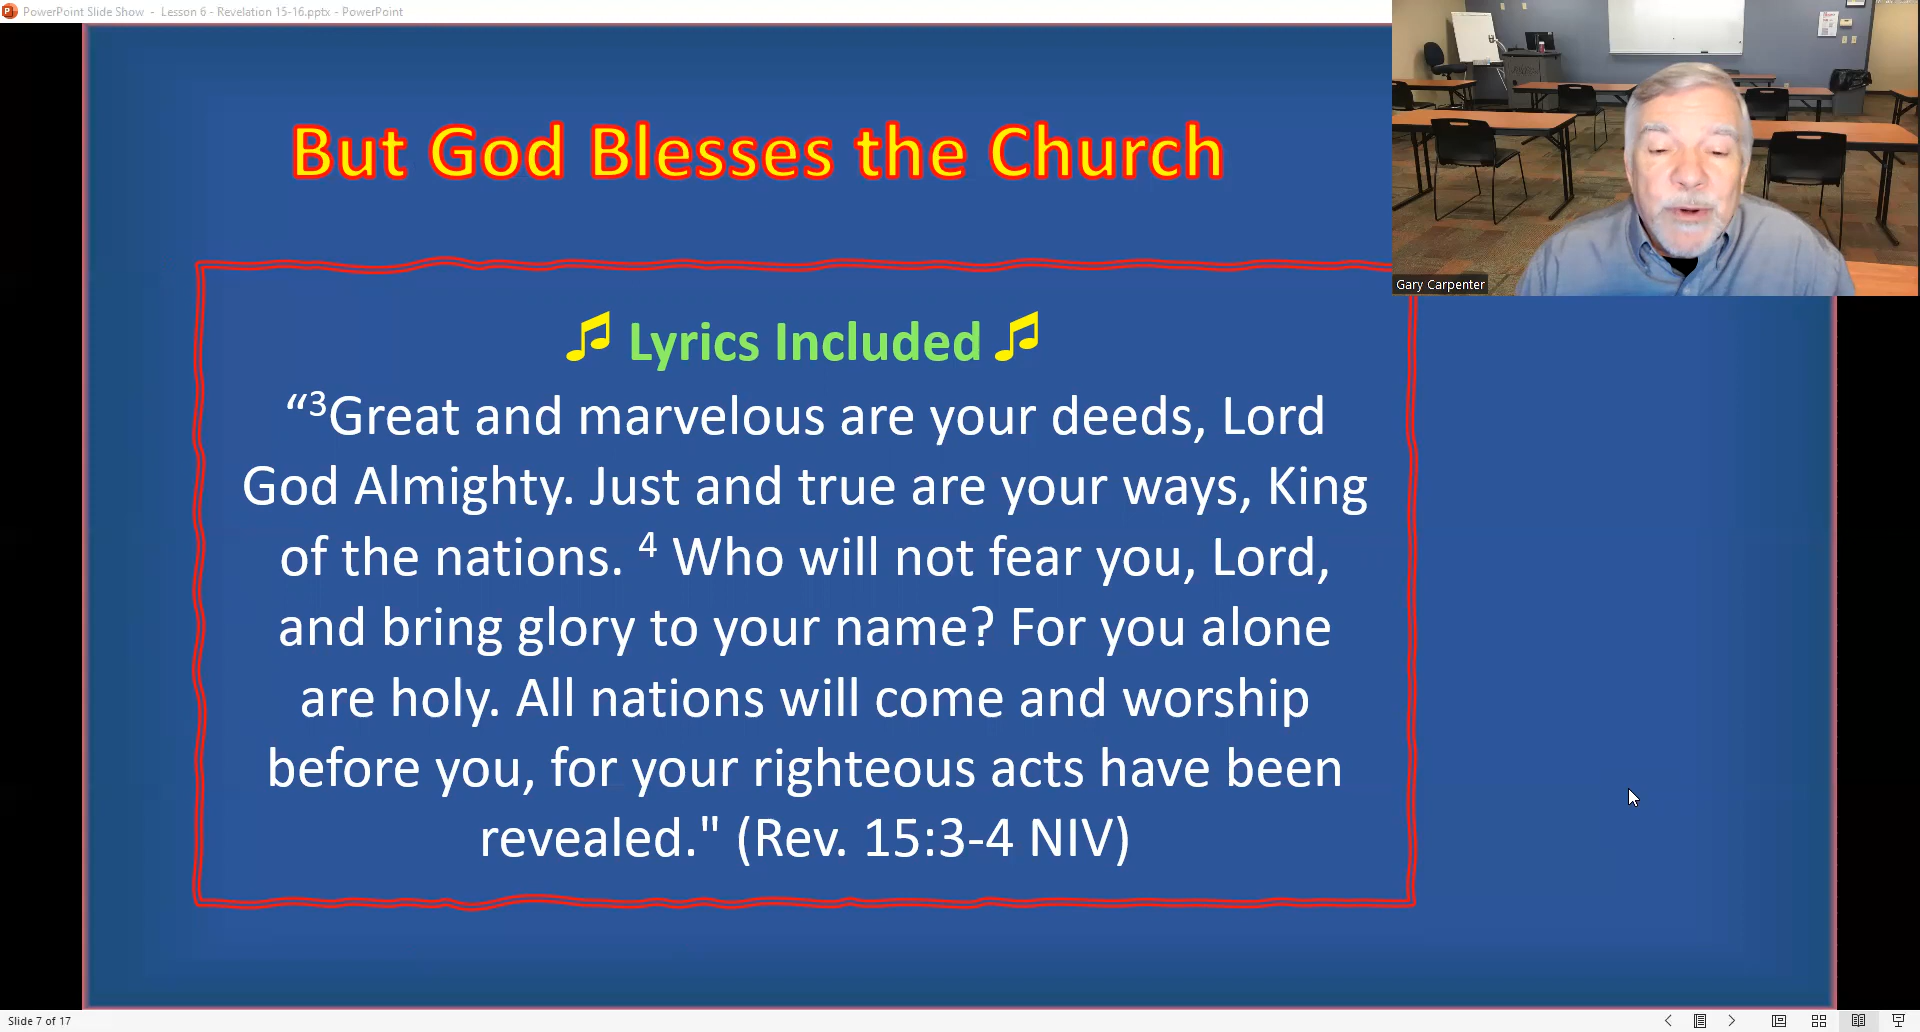 PowerPoint Slide Show - Lesson 6 - Revelation 15-16.pptx - PowerPoint
But God Blesses the Church
Gary Carpenter
Lyrics Included
“3Great and marvelous are your deeds, Lord
God Almighty. Just and true are your ways, King
of the nations. 4 Who will not fear you, Lord,
and bring glory to your name? For you alone
are holy. All nations will come and worship
before you, for your righteous acts have been
revealed." (Rev. 15:3-4 NIV)
Slide 7 of 17